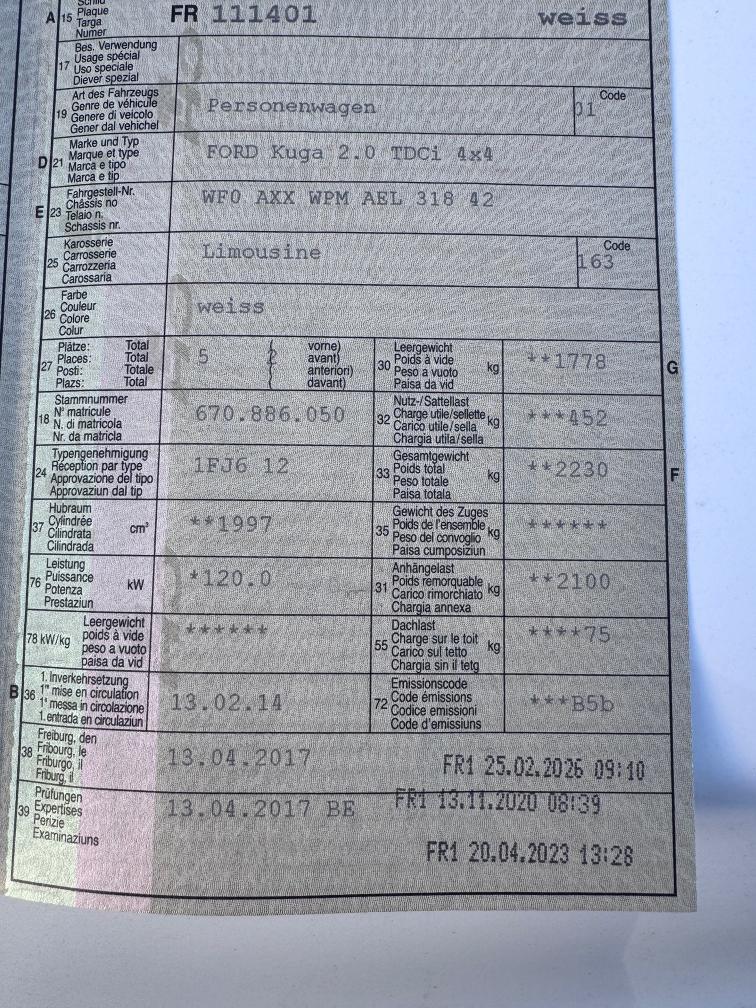 Schild
A 15 Plaque FR 111401 weiss
Targa
Numer
Bes. Verwendung
17 Usage spécial
Uso speciale
Diever spezial
Art des Fahrzeugs Code
19 Genre de véhicule Personenwagen 01
Genere di veicolo
Gener dal vehichel
Marke und Typ
D 21 Marque et type FORD Kuga 2.0 TDCi 4x4
Marca e tipo
Marca e tip
Fahrgestell-Nr.
E 23 Châssis no WF0 AXX WPM AEL 318 42
Telaio n.
Schassis nr.
Karosserie Code
25 Carrosserie Limousine 163
Carrozzeria
Carossaria
Farbe
26 Couleur weiss
Colore
Colur
27 Plätze: Total 5 2 vorne)
Places: Total avant)
Posti: Totale anteriori)
Plazs: Total davant)
30 Leergewicht kg **1778 G
Poids à vide
Peso a vuoto
Paisa da vid
18 Stammnummer 670.886.050
N° matricule
N. di matricola
Nr. da matricla
32 Nutz-/Sattellast kg ***452
Charge utile/sellette
Carico utile/sella
Chargia utila/sella
24 Typengenehmigung 1FJ6 12
Réception par type
Approvazione del tipo
Approvaziun dal tip
33 Gesamtgewicht kg **2230 F
Poids total
Peso totale
Paisa totala
37 Hubraum cm³ **1997
Cylindrée
Cilindrata
Cilindrada
35 Gewicht des Zuges kg ******
Poids de l'ensemble
Peso del convoglio
Paisa cumposiziun
76 Leistung kW *120.0
Puissance
Potenza
Prestaziun
31 Anhängelast kg **2100
Poids remorquable
Carico rimorchiato
Chargia annexa
78 kW/kg Leergewicht ******
poids à vide
peso a vuoto
paisa da vid
55 Dachlast kg ****75
Charge sur le toit
Carico sul tetto
Chargia sin il tetg
B 36 1. Inverkehrsetzung 13.02.14
1re mise en circulation
1a messa in circolazione
1. entrada en circulaziun
72 Emissionscode ***B5b
Code émissions
Codice emissioni
Code d'emissiuns
38 Freiburg, den 13.04.2017 FR1 25.02.2026 09:10
Fribourg, le
Friburgo, il
Friburg, il
39 Prüfungen 13.04.2017 BE FR1 13.11.2020 08:39
Expertises
Perizie
Examinaziuns FR1 20.04.2023 13:28